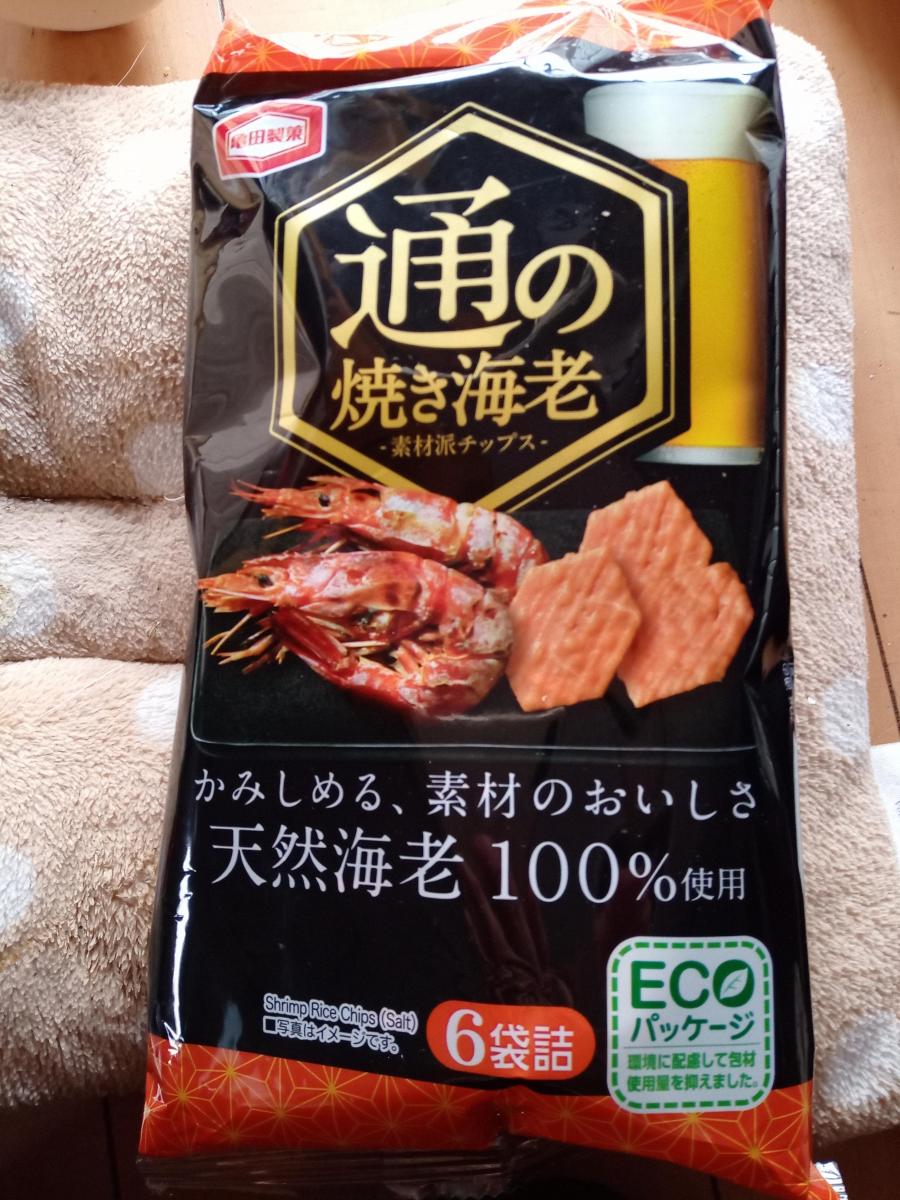 亀田製菓
通の
焼き海老
-素材派チップス-
かみしめる、素材のおいしさ
天然海老100%使用
Shrimp Rice Chips (Salt)
■写真はイメージです。
6袋詰
ECO
パッケージ
環境に配慮して包材
使用量を抑えました。